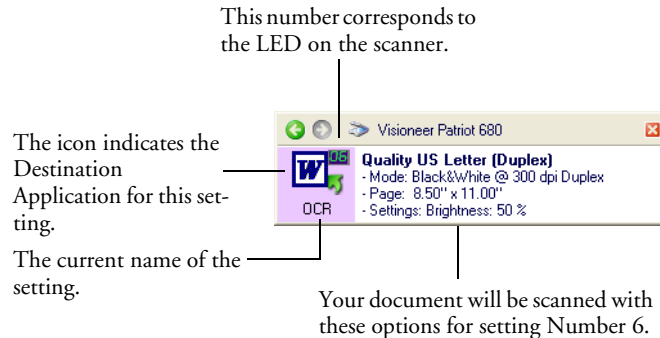 This number corresponds to
the LED on the scanner.
The icon indicates the
Destination
Application for this set-
ting.
The current name of the
setting.
Visioneer Patriot 680
W
06
OCR
Quality US Letter (Duplex)
- Mode: Black&White @ 300 dpi Duplex
- Page: 8.50'' x 11.00''
- Settings: Brightness: 50 %
Your document will be scanned with
these options for setting Number 6.